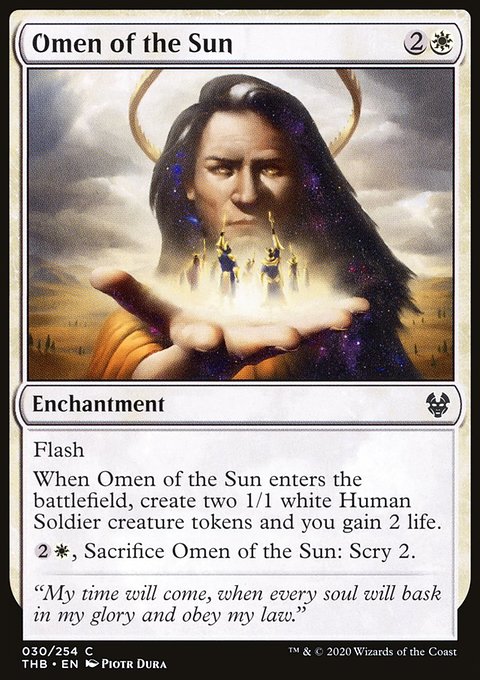 Omen of the Sun 2
Enchantment
Flash
When Omen of the Sun enters the
battlefield, create two 1/1 white Human
Soldier creature tokens and you gain 2 life.
2, Sacrifice Omen of the Sun: Scry 2.
“My time will come, when every soul will bask
in my glory and obey my law.”
030/254 C
THB • EN Piotr Dura
™ & © 2020 Wizards of the Coast